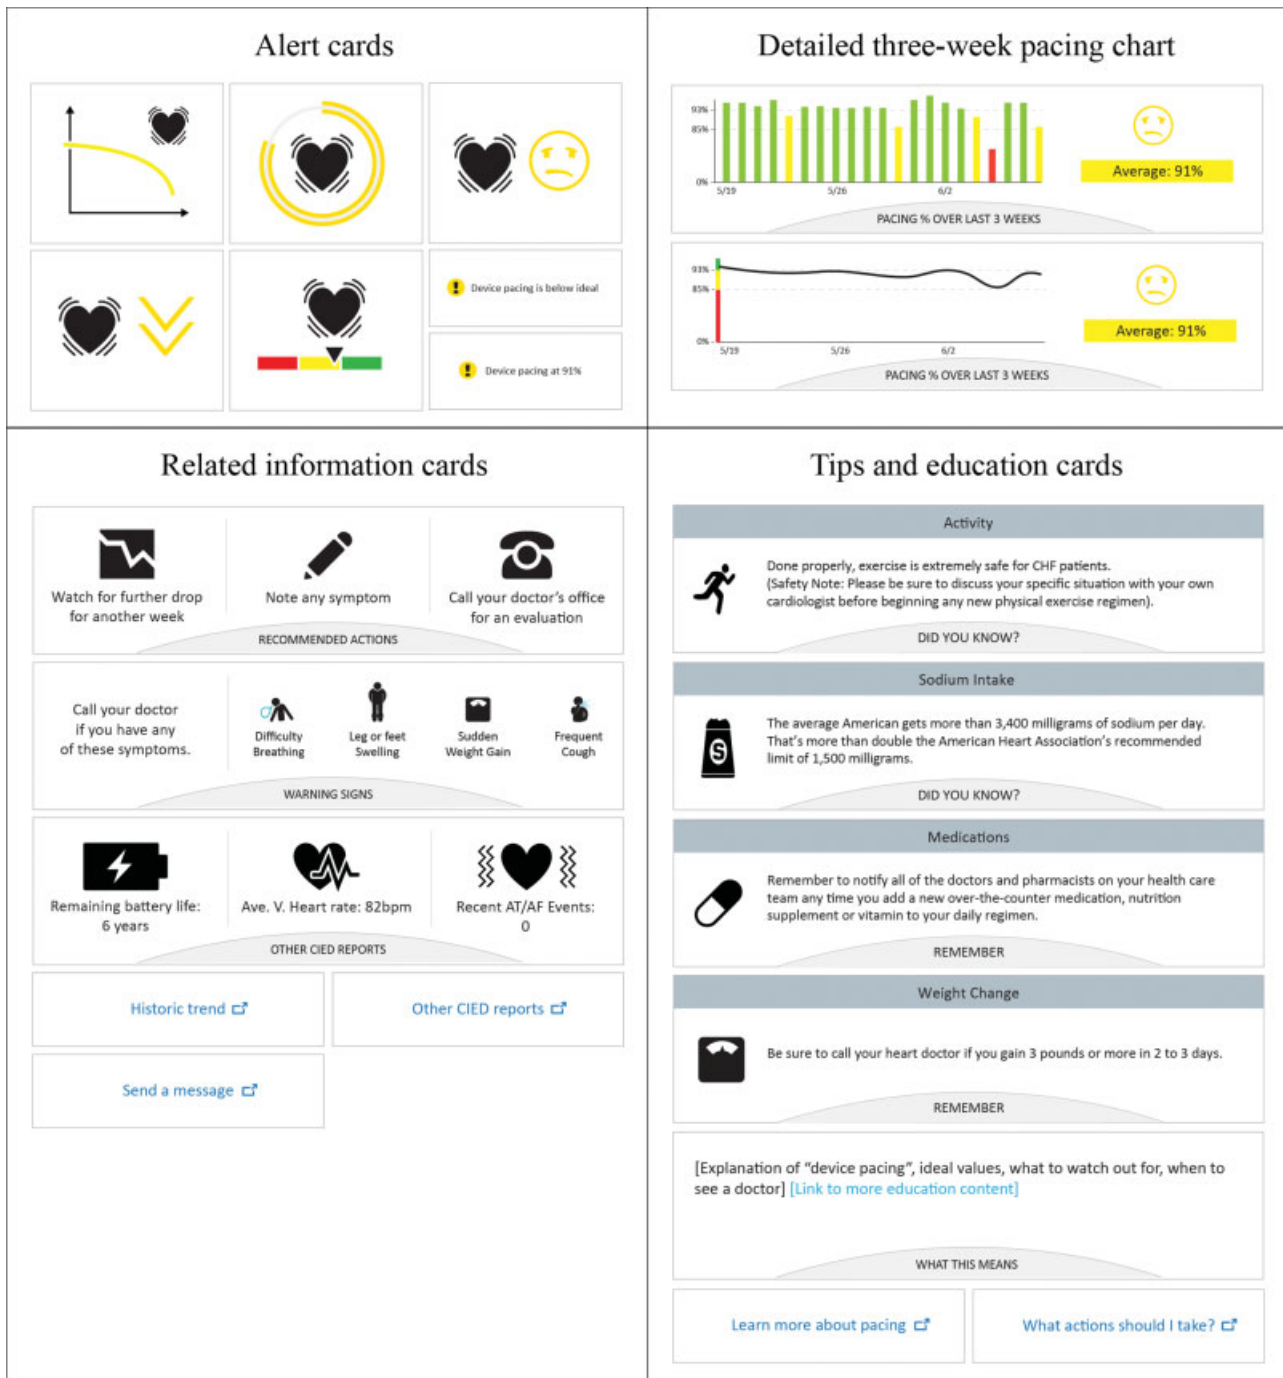 Alert cards
Device pacing is below ideal
Device pacing at 91%
Detailed three-week pacing chart
93%
85%
0%
5/19
5/26
6/2
Average: 91%
PACING % OVER LAST 3 WEEKS
93%
85%
0%
5/19
5/26
6/2
Average: 91%
PACING % OVER LAST 3 WEEKS
Related information cards
Watch for further drop
for another week
Note any symptom
Call your doctor's office
for an evaluation
RECOMMENDED ACTIONS
Call your doctor
if you have any
of these symptoms.
Difficulty
Breathing
Leg or feet
Swelling
Sudden
Weight Gain
Frequent
Cough
WARNING SIGNS
Remaining battery life:
6 years
Ave. V. Heart rate: 82bpm
Recent AT/AF Events:
0
OTHER CIED REPORTS
Historic trend
Other CIED reports
Send a message
Tips and education cards
Activity
Done properly, exercise is extremely safe for CHF patients.
(Safety Note: Please be sure to discuss your specific situation with your own
cardiologist before beginning any new physical exercise regimen).
DID YOU KNOW?
Sodium Intake
S
The average American gets more than 3,400 milligrams of sodium per day.
That's more than double the American Heart Association's recommended
limit of 1,500 milligrams.
DID YOU KNOW?
Medications
Remember to notify all of the doctors and pharmacists on your health care
team any time you add a new over-the-counter medication, nutrition
supplement or vitamin to your daily regimen.
REMEMBER
Weight Change
Be sure to call your heart doctor if you gain 3 pounds or more in 2 to 3 days.
REMEMBER
[Explanation of "device pacing", ideal values, what to watch out for, when to
see a doctor] [Link to more education content]
WHAT THIS MEANS
Learn more about pacing
What actions should I take?